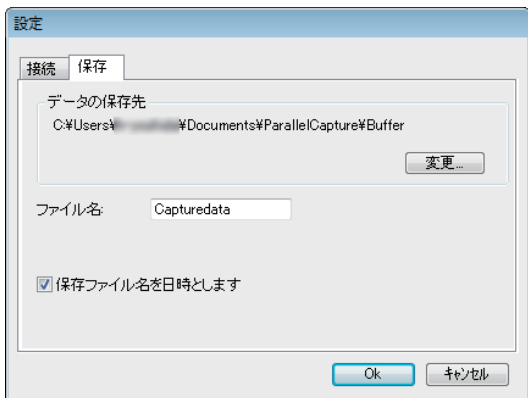 設定
接続 保存
データの保存先
C:¥Users¥ ¥Documents¥ParallelCapture¥Buffer
変更...
ファイル名: Capturedata
保存ファイル名を日時とします
Ok キャンセル